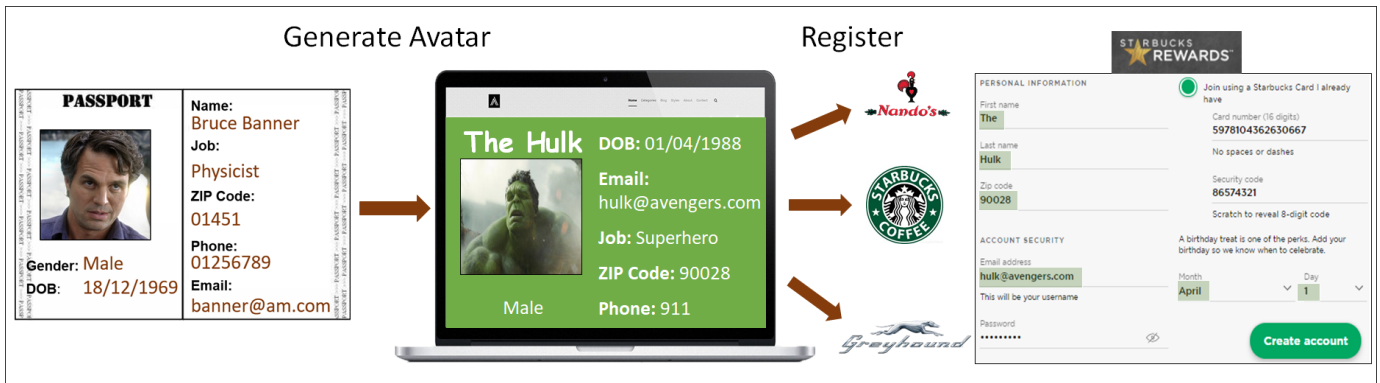 Generate Avatar
Register
PASSPORT
Name:
Bruce Banner
Job:
Physicist
ZIP Code:
01451
Phone:
01256789
Email:
banner@am.com
Gender: Male
DOB: 18/12/1969
The Hulk
DOB: 01/04/1988
Email:
hulk@avengers.com
Job: Superhero
ZIP Code: 90028
Phone: 911
Male
Nando's
STARBUCKS
COFFEE
Greyhound
STARBUCKS
REWARDS
PERSONAL INFORMATION
First name
The
Last name
Hulk
Zip code
90028
ACCOUNT SECURITY
Email address
hulk@avengers.com
This will be your username
Password
Join using a Starbucks Card I already
have
Card number (16 digits)
5978104362630667
No spaces or dashes
Security code
86574321
Scratch to reveal 8-digit code
A birthday treat is one of the perks. Add your
birthday so we know when to celebrate.
Month
Day
April
1
Create account